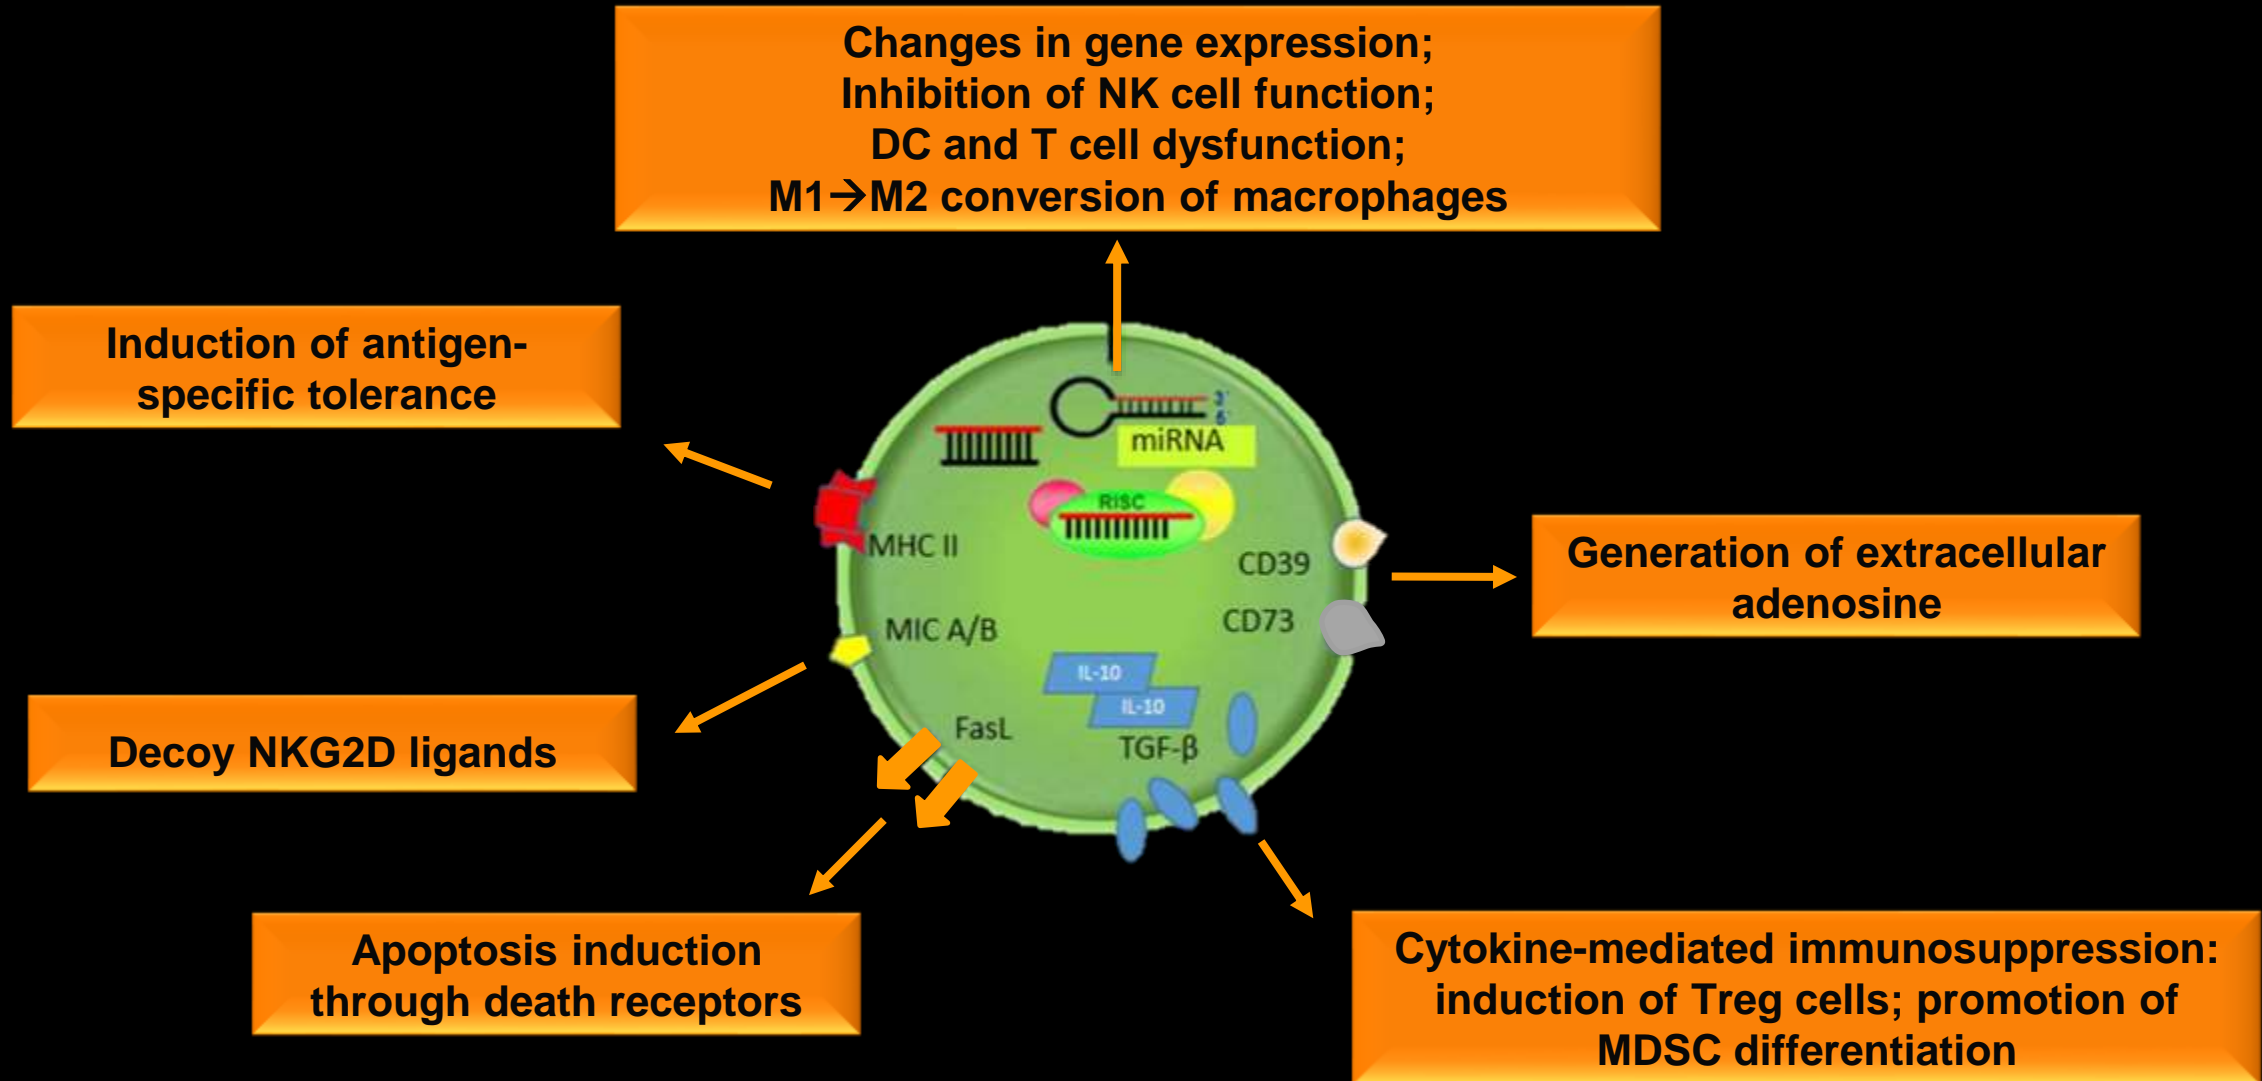 Changes in gene expression;
Inhibition of NK cell function;
DC and T cell dysfunction;
M1→M2 conversion of macrophages
Induction of antigen-
specific tolerance
3'
miRNA
RISC
MHC II
CD39
Generation of extracellular
adenosine
MIC A/B
CD73
IL-10
IL-10
FasL
TGF-β
Decoy NKG2D ligands
Apoptosis induction
through death receptors
Cytokine-mediated immunosuppression:
induction of Treg cells; promotion of
MDSC differentiation